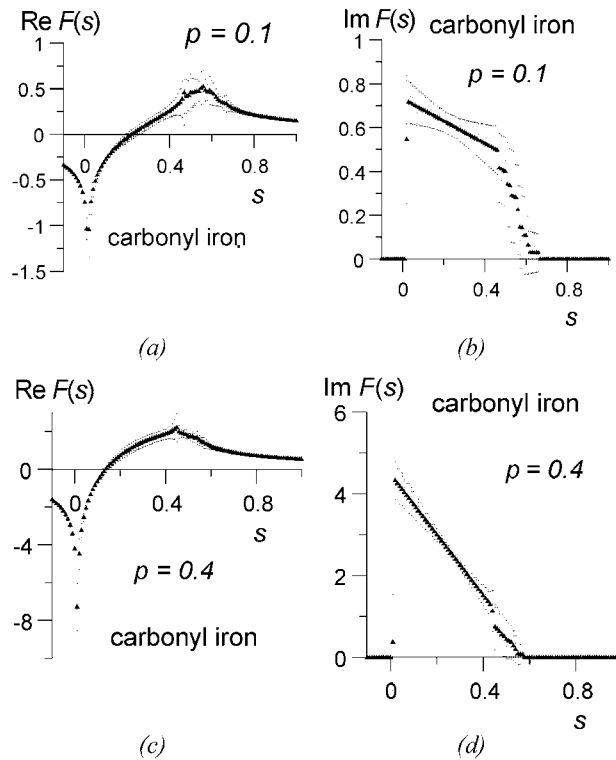 Re F(s)
p = 0.1
1
0.5
0
-0.5
-1
-1.5
0 0.4 0.8
s
carbonyl iron
(a)
Im F(s)
carbonyl iron
p = 0.1
1
0.8
0.6
0.4
0.2
0
0 0.4 0.8
s
(b)
Re F(s)
0
-4
-8
0 0.4 0.8
s
p = 0.4
carbonyl iron
(c)
Im F(s)
carbonyl iron
p = 0.4
6
4
2
0
0 0.4 0.8
s
(d)